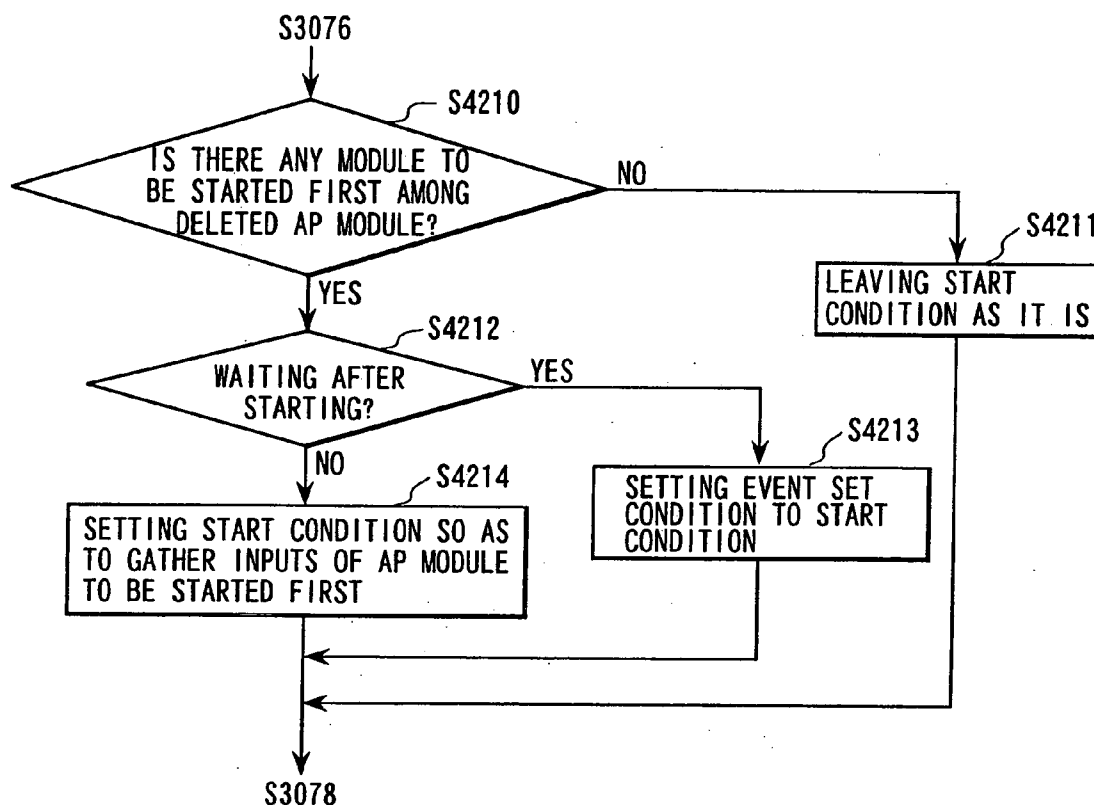 S3076
S4210
IS THERE ANY MODULE TO
BE STARTED FIRST AMONG
DELETED AP MODULE?
NO
S4211
LEAVING START
CONDITION AS IT IS
YES
S4212
WAITING AFTER
STARTING?
YES
S4213
SETTING EVENT SET
CONDITION TO START
CONDITION
NO
S4214
SETTING START CONDITION SO AS
TO GATHER INPUTS OF AP MODULE
TO BE STARTED FIRST
S3078